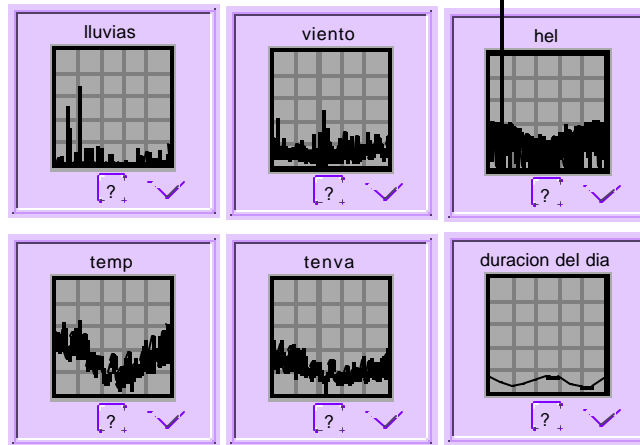 lluvias
viento
hel
?
?
?
temp
tenva
duracion del dia
?
?
?